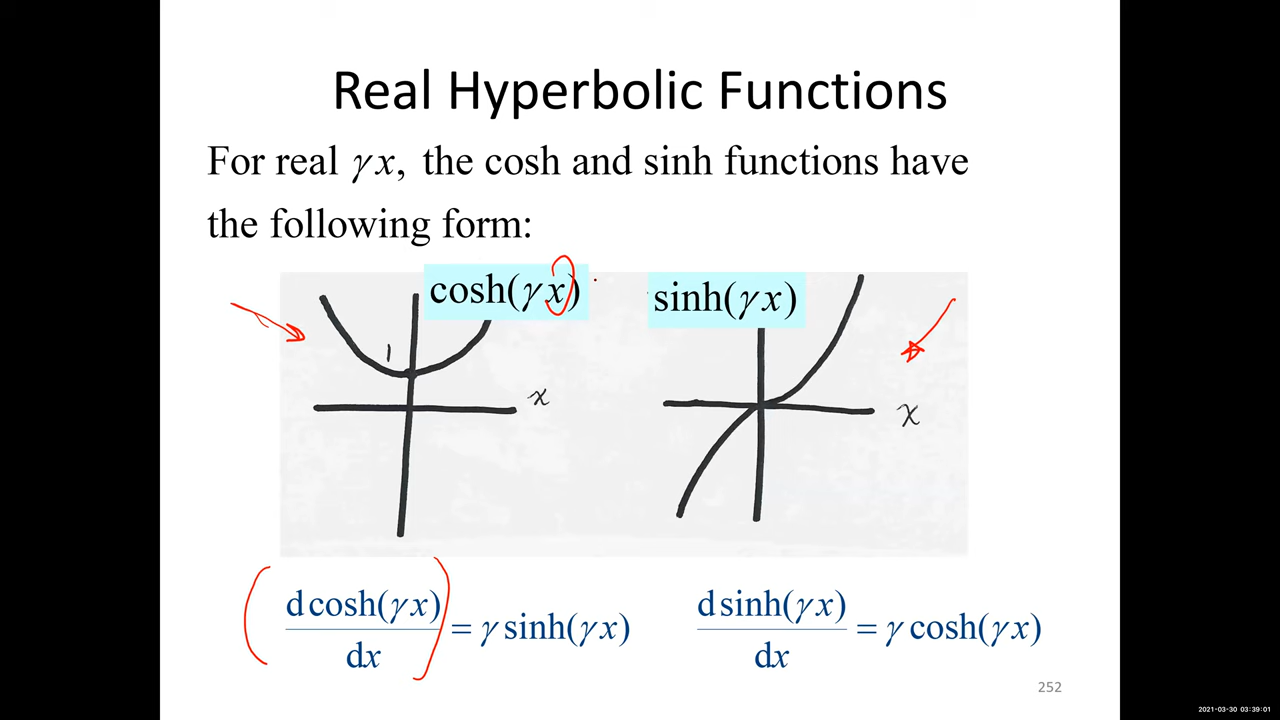 Real Hyperbolic Functions
For real γx, the cosh and sinh functions have
the following form:
cosh(γx)
sinh(γx)
1
x
x
d cosh(γx)
dx
= γ sinh(γx)
d sinh(γx)
dx
= γ cosh(γx)
252
2021-03-30 03:39:01